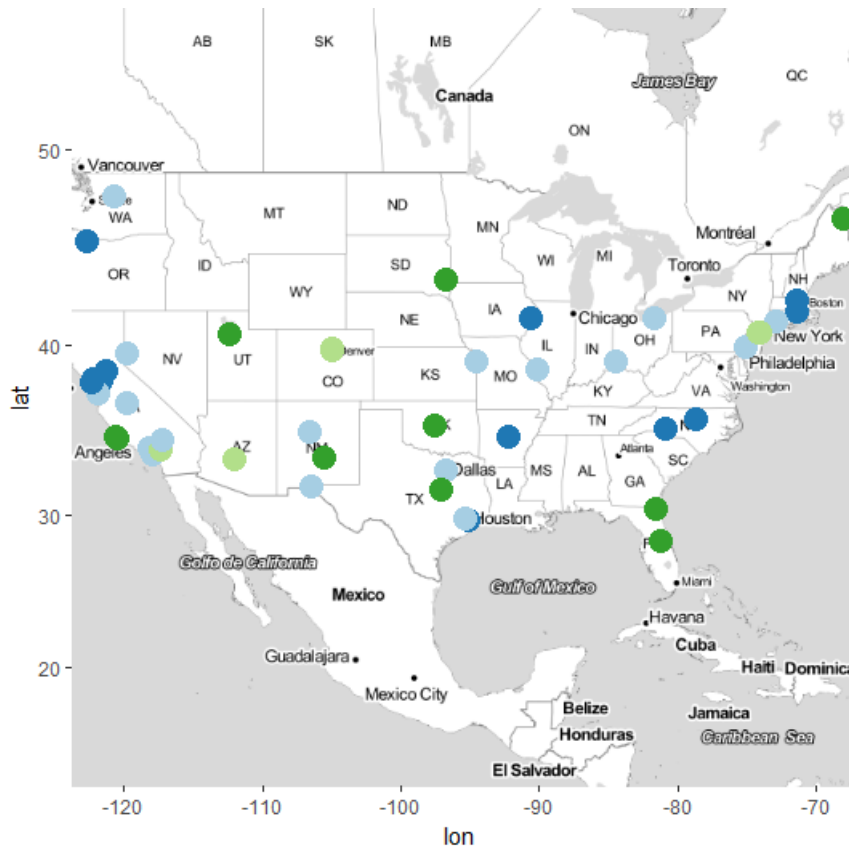 AB
SK
MB
QC
James Bay
Canada
ON
50
Vancouver
WA
MT
ND
MN
Montréal
OR
ID
SD
WI
MI
Toronto
NH
WY
IA
NY
Boston
NE
Chicago
New York
40
NV
UT
Denver
IL
IN
OH
PA
Philadelphia
CO
KS
MO
KY
VA
Washington
lat
TN
Angeles
AZ
NM
Atlanta
SC
Dallas
MS
AL
GA
LA
TX
30
Houston
Golfo de California
Gulf of Mexico
Miami
Mexico
Havana
Cuba
20
Guadalajara
Haiti
Dominica
Mexico City
Belize
Jamaica
Honduras
Caribbean Sea
El Salvador
-120
-110
-100
-90
-80
-70
lon